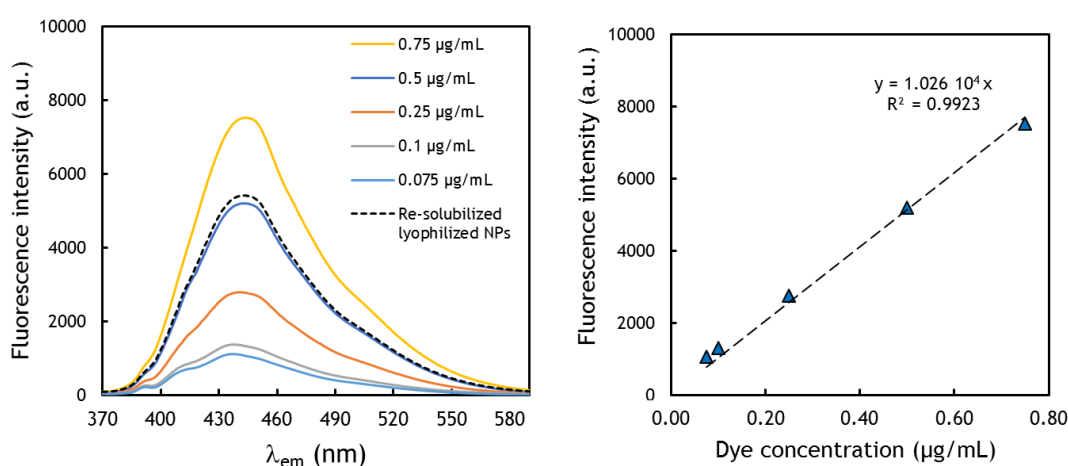 Fluorescence intensity (a.u.)
10000
8000
6000
4000
2000
0
370 400 430 460 490 520 550 580
λem (nm)
0.75 µg/mL
0.5 µg/mL
0.25 µg/mL
0.1 µg/mL
0.075 µg/mL
Re-solubilized
lyophilized NPs
Fluorescence intensity (a.u.)
10000
8000
6000
4000
2000
0
0.00 0.20 0.40 0.60 0.80
Dye concentration (µg/mL)
y = 1.026 10⁴ x
R² = 0.9923